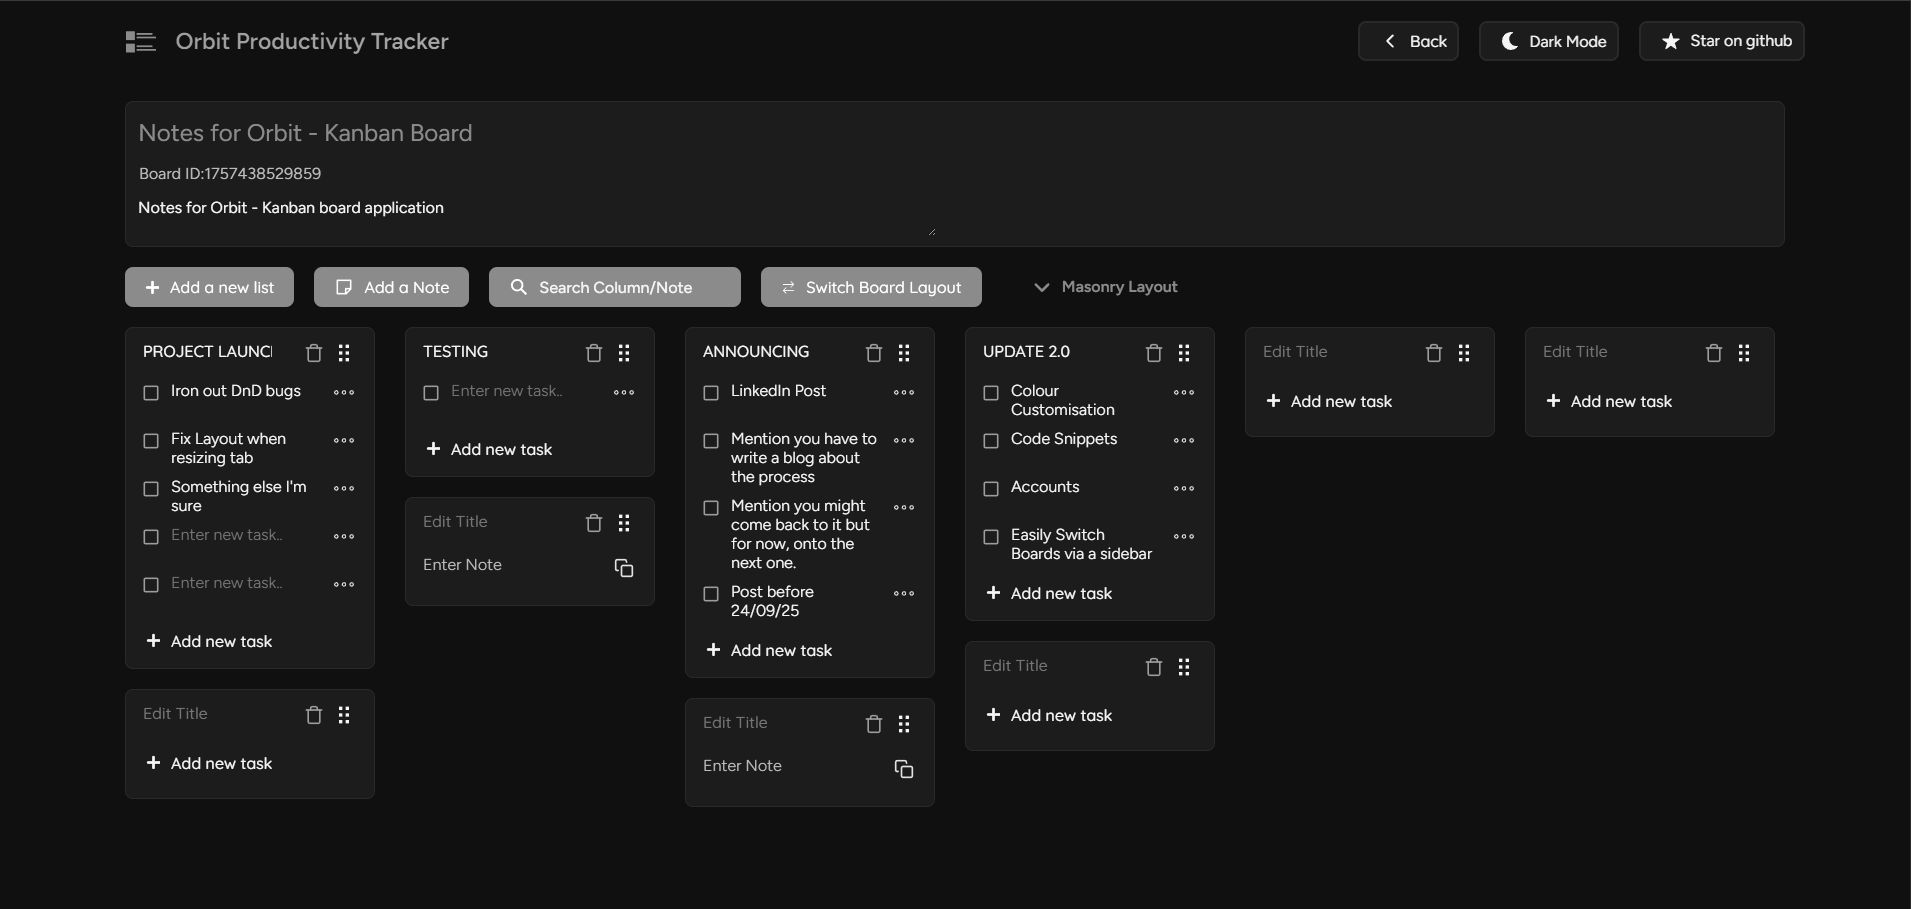 Orbit Productivity Tracker
Back
Dark Mode
Star on github
Notes for Orbit - Kanban Board
Board ID:1757438529859
Notes for Orbit - Kanban board application
Add a new list
Add a Note
Search Column/Note
Switch Board Layout
Masonry Layout
PROJECT LAUNC
Iron out DnD bugs
Fix Layout when
resizing tab
Something else I'm
sure
Enter new task..
Enter new task..
Add new task
Edit Title
Add new task
TESTING
Enter new task..
Add new task
Edit Title
Enter Note
ANNOUNCING
LinkedIn Post
Mention you have to
write a blog about
the process
Mention you might
come back to it but
for now, onto the
next one.
Post before
24/09/25
Add new task
Edit Title
Enter Note
UPDATE 2.0
Colour
Customisation
Code Snippets
Accounts
Easily Switch
Boards via a sidebar
Add new task
Edit Title
Add new task
Edit Title
Add new task
Edit Title
Add new task